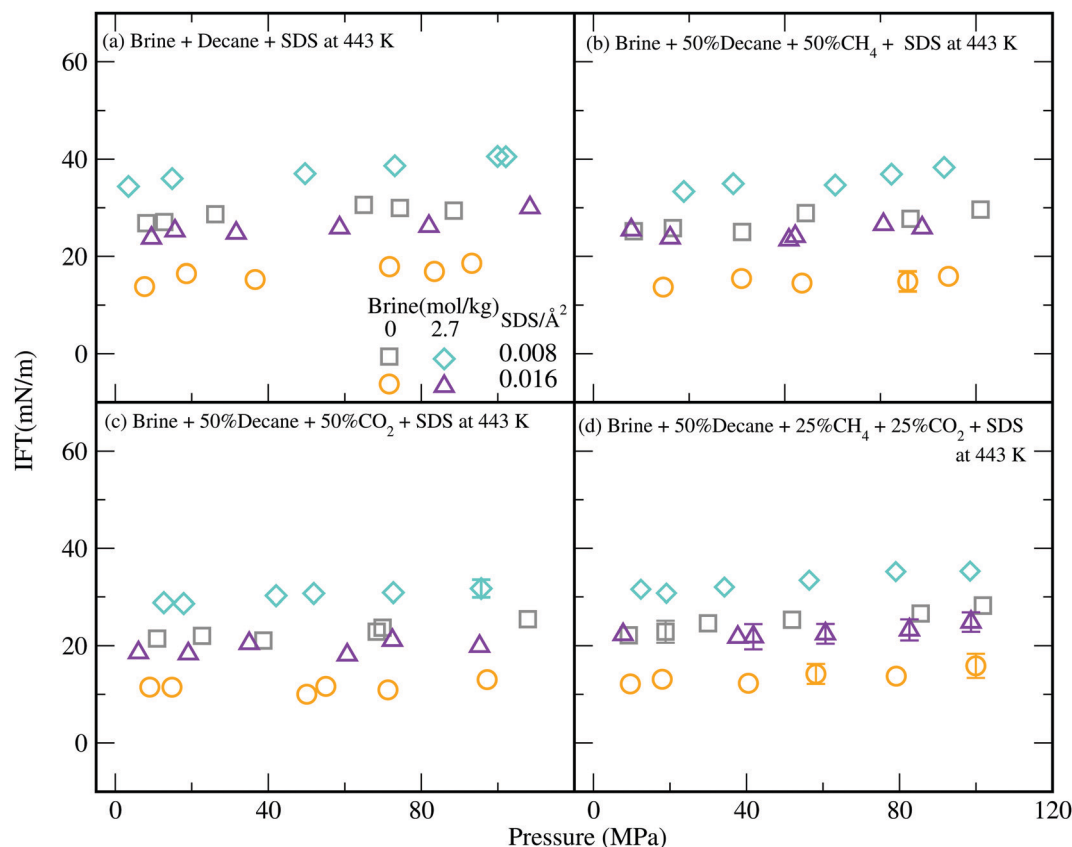 (a) Brine + Decane + SDS at 443 K
(b) Brine + 50%Decane + 50%CH₄ + SDS at 443 K
60
40
20
0
Brine(mol/kg) SDS/Å²
0 2.7
0.008
0.016
IFT(mN/m)
(c) Brine + 50%Decane + 50%CO₂ + SDS at 443 K
(d) Brine + 50%Decane + 25%CH₄ + 25%CO₂ + SDS
at 443 K
60
40
20
0
0 40 80 0 40 80 120
Pressure (MPa)